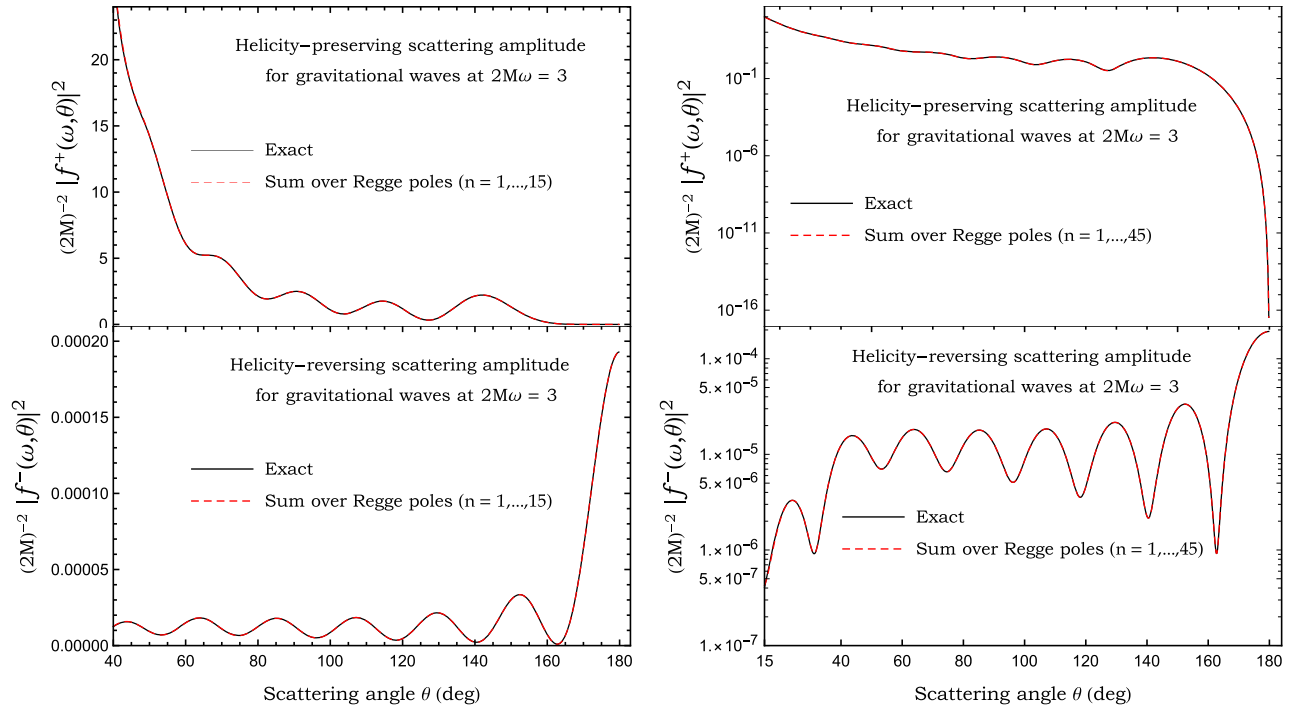 20
15
10
5
0
(2M)⁻² |f⁺(ω,θ)|²
Helicity−preserving scattering amplitude
for gravitational waves at 2Mω = 3
Exact
Sum over Regge poles (n = 1,...,15)
0.00020
0.00015
0.00010
0.00005
0.00000
(2M)⁻² |f⁻(ω,θ)|²
Helicity−reversing scattering amplitude
for gravitational waves at 2Mω = 3
Exact
Sum over Regge poles (n = 1,...,15)
40 60 80 100 120 140 160 180
Scattering angle θ (deg)
10⁻¹
10⁻⁶
10⁻¹¹
10⁻¹⁶
(2M)⁻² |f⁺(ω,θ)|²
Helicity−preserving scattering amplitude
for gravitational waves at 2Mω = 3
Exact
Sum over Regge poles (n = 1,...,45)
1.×10⁻⁴
5.×10⁻⁵
1.×10⁻⁵
5.×10⁻⁶
1.×10⁻⁶
5.×10⁻⁷
1.×10⁻⁷
(2M)⁻² |f⁻(ω,θ)|²
Helicity−reversing scattering amplitude
for gravitational waves at 2Mω = 3
Exact
Sum over Regge poles (n = 1,...,45)
15 40 60 80 100 120 140 160 180
Scattering angle θ (deg)